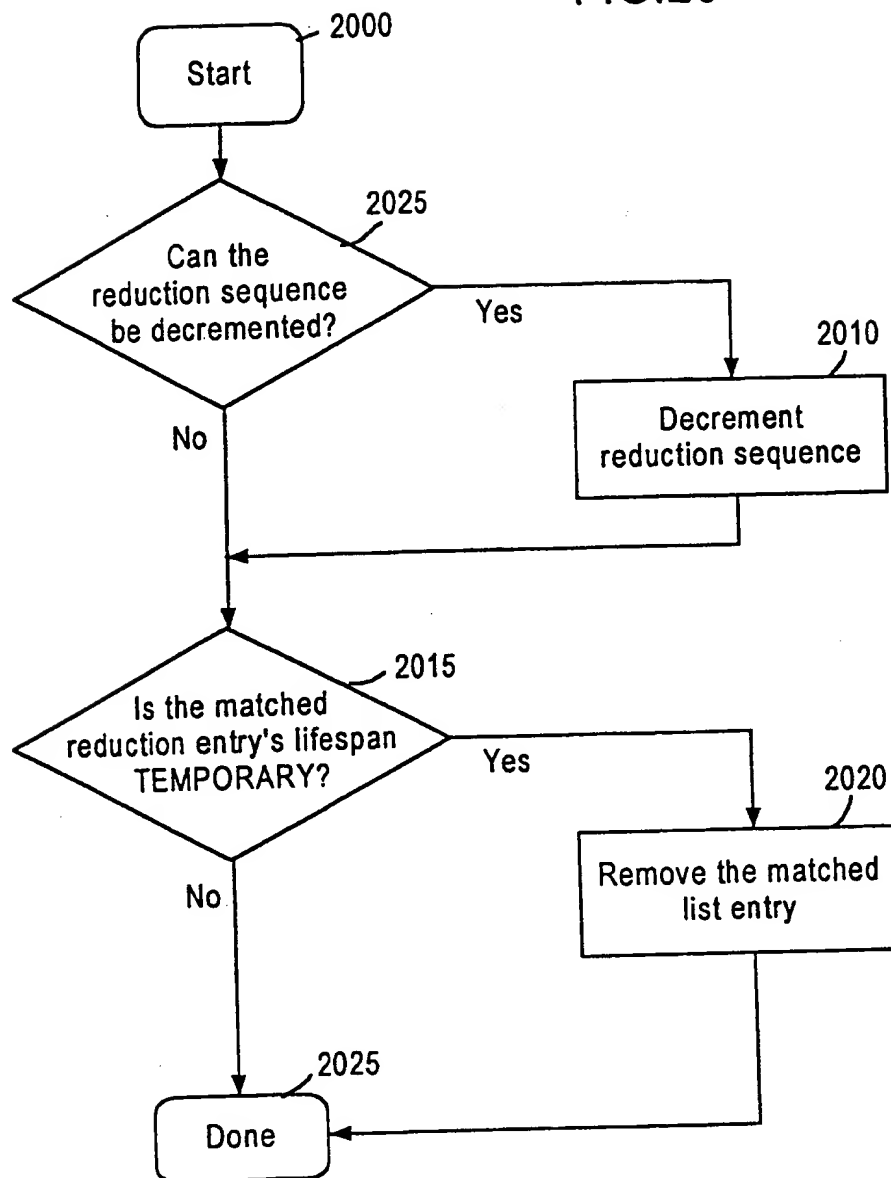 2000
Start
2025
Can the
reduction sequence
be decremented?
Yes
2010
Decrement
reduction sequence
No
2015
Is the matched
reduction entry's lifespan
TEMPORARY?
Yes
2020
Remove the matched
list entry
No
2025
Done